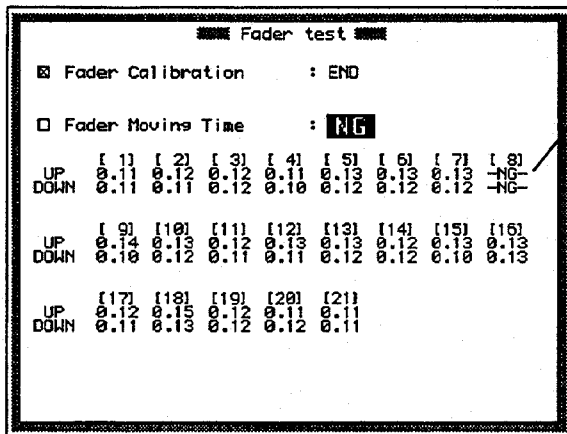 Fader test
Fader Calibration : END
Fader Moving Time : NG
[ 1] [ 2] [ 3] [ 4] [ 5] [ 6] [ 7] [ 8]
UP 0.11 0.12 0.12 0.11 0.13 0.13 0.13 -NG-
DOWN 0.11 0.11 0.12 0.10 0.12 0.12 0.12 -NG-
[ 9] [10] [11] [12] [13] [14] [15] [16]
UP 0.14 0.13 0.12 0.13 0.13 0.12 0.13 0.13
DOWN 0.10 0.12 0.11 0.11 0.12 0.12 0.10 0.13
[17] [18] [19] [20] [21]
UP 0.12 0.15 0.12 0.11 0.11
DOWN 0.11 0.13 0.12 0.12 0.11